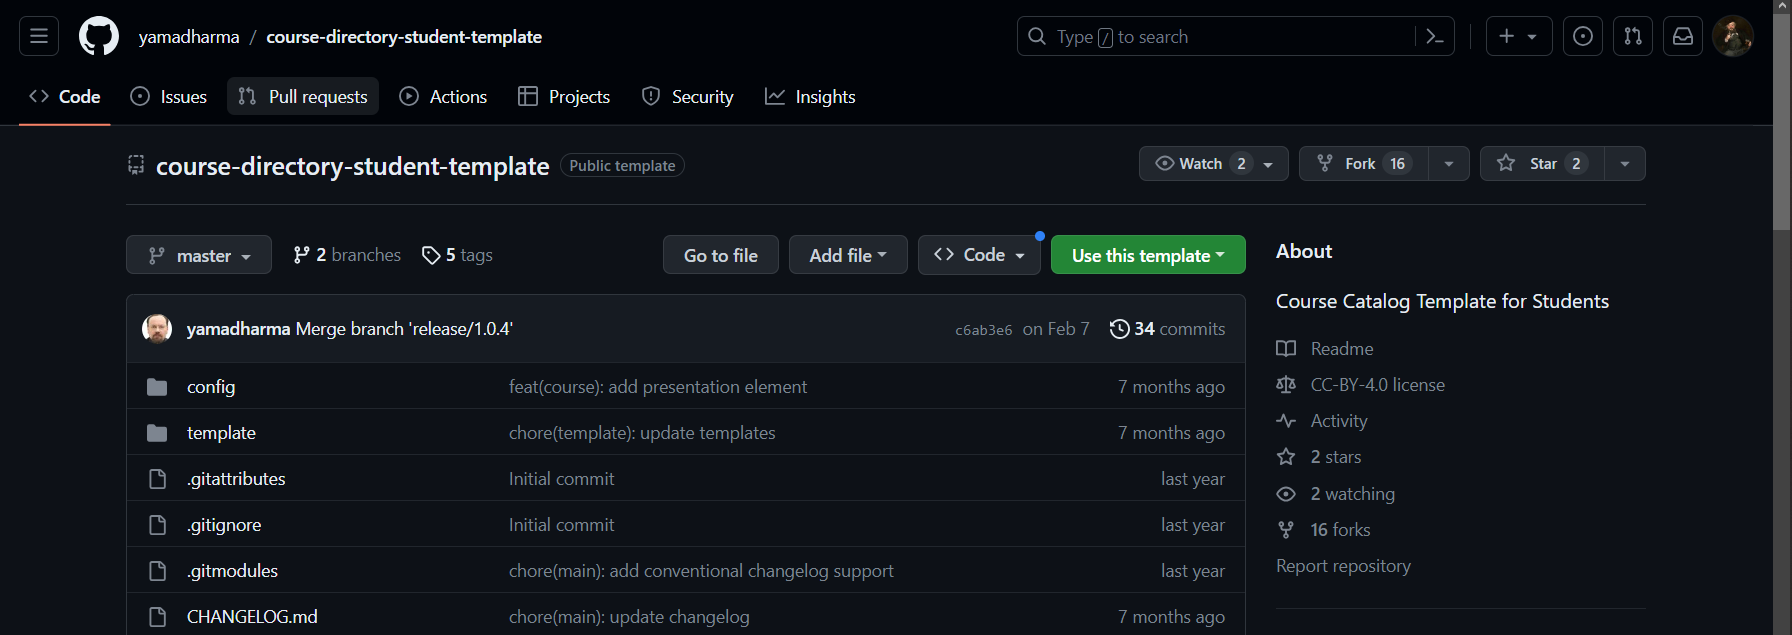 yamadharma / course-directory-student-template
Type / to search
Code Issues Pull requests Actions Projects Security Insights
course-directory-student-template Public template
Watch 2 Fork 16 Star 2
master 2 branches 5 tags Go to file Add file Code Use this template
yamadharma Merge branch 'release/1.0.4' c6ab3e6 on Feb 7 34 commits
config feat(course): add presentation element 7 months ago
template chore(template): update templates 7 months ago
.gitattributes Initial commit last year
.gitignore Initial commit last year
.gitmodules chore(main): add conventional changelog support last year
CHANGELOG.md chore(main): update changelog 7 months ago
About
Course Catalog Template for Students
Readme
CC-BY-4.0 license
Activity
2 stars
2 watching
16 forks
Report repository